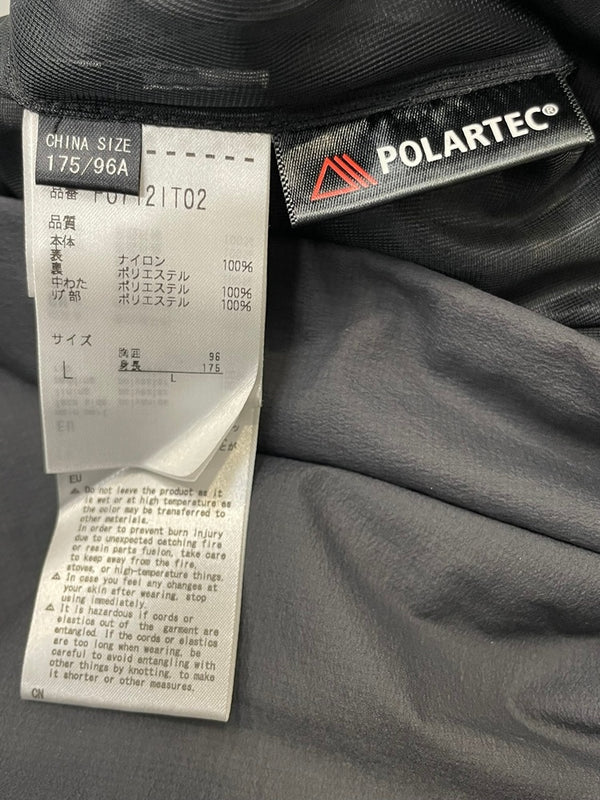 CHINA SIZE
175/96A
POLARTEC®
品番
品質
本体
表 ナイロン 100%
裏 ポリエステル
中わた ポリエステル 100%
リブ部 ポリエステル 100%
サイズ
胸囲 96
身長 175
L
L
EU
Do not leave the product as it
is wet or at high temperature as
the color may be transferred to
other materials.
In order to prevent burn injury
due to unexpected catching fire
or resin parts fusion, take care
to keep away from the fire,
stoves, or high-temperature things.
In case you feel any changes at
your skin after wearing, stop
using immediately.
It is hazardous if cords or
elastics out of the garment are
entangled. If the cords or elastics
are too long when wearing, be
careful to avoid entangling with
other things by knotting, to make
it shorter or other measures.
CN